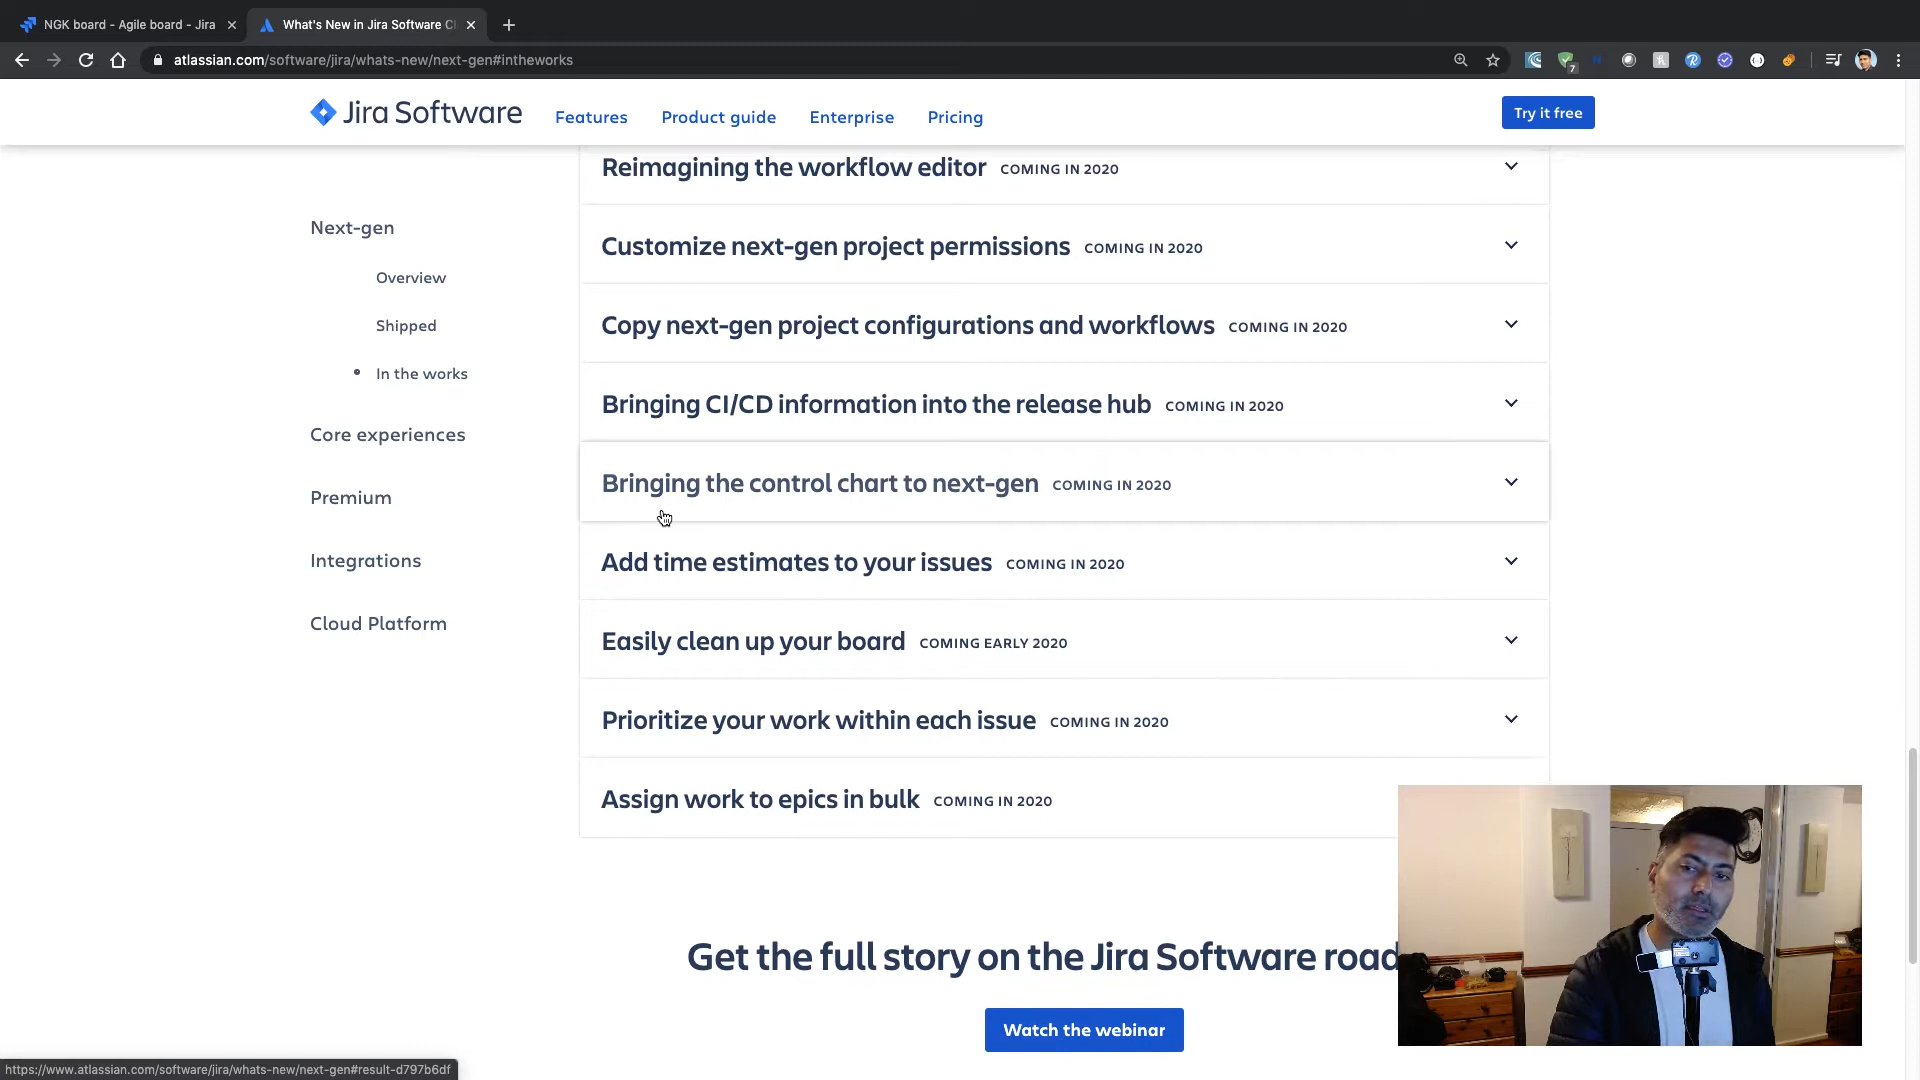 NGK board - Agile board - Jira
What's New in Jira Software Cl
atlassian.com/software/jira/whats-new/next-gen#intheworks
7
Jira Software
Features
Product guide
Enterprise
Pricing
Try it free
Next-gen
Overview
Shipped
In the works
Core experiences
Premium
Integrations
Cloud Platform
Reimagining the workflow editor COMING IN 2020
Customize next-gen project permissions COMING IN 2020
Copy next-gen project configurations and workflows COMING IN 2020
Bringing CI/CD information into the release hub COMING IN 2020
Bringing the control chart to next-gen COMING IN 2020
Add time estimates to your issues COMING IN 2020
Easily clean up your board COMING EARLY 2020
Prioritize your work within each issue COMING IN 2020
Assign work to epics in bulk COMING IN 2020
Get the full story on the Jira Software road
Watch the webinar
https://www.atlassian.com/software/jira/whats-new/next-gen#result-d797b6df